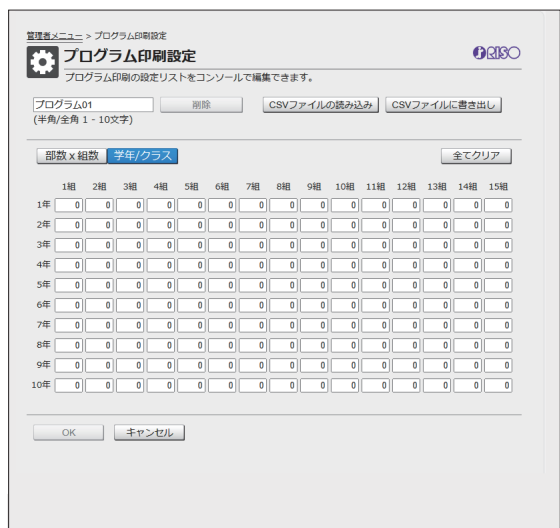 管理者メニュー > プログラム印刷設定
プログラム印刷設定
RISO
プログラム印刷の設定リストをコンソールで編集できます。
プログラム01 削除 CSVファイルの読み込み CSVファイルに書き出し
(半角/全角 1 - 10文字)
部数 x 組数 学年/クラス 全てクリア
1組 2組 3組 4組 5組 6組 7組 8組 9組 10組 11組 12組 13組 14組 15組
1年 0 0 0 0 0 0 0 0 0 0 0 0 0 0 0
2年 0 0 0 0 0 0 0 0 0 0 0 0 0 0 0
3年 0 0 0 0 0 0 0 0 0 0 0 0 0 0 0
4年 0 0 0 0 0 0 0 0 0 0 0 0 0 0 0
5年 0 0 0 0 0 0 0 0 0 0 0 0 0 0 0
6年 0 0 0 0 0 0 0 0 0 0 0 0 0 0 0
7年 0 0 0 0 0 0 0 0 0 0 0 0 0 0 0
8年 0 0 0 0 0 0 0 0 0 0 0 0 0 0 0
9年 0 0 0 0 0 0 0 0 0 0 0 0 0 0 0
10年 0 0 0 0 0 0 0 0 0 0 0 0 0 0 0
OK キャンセル